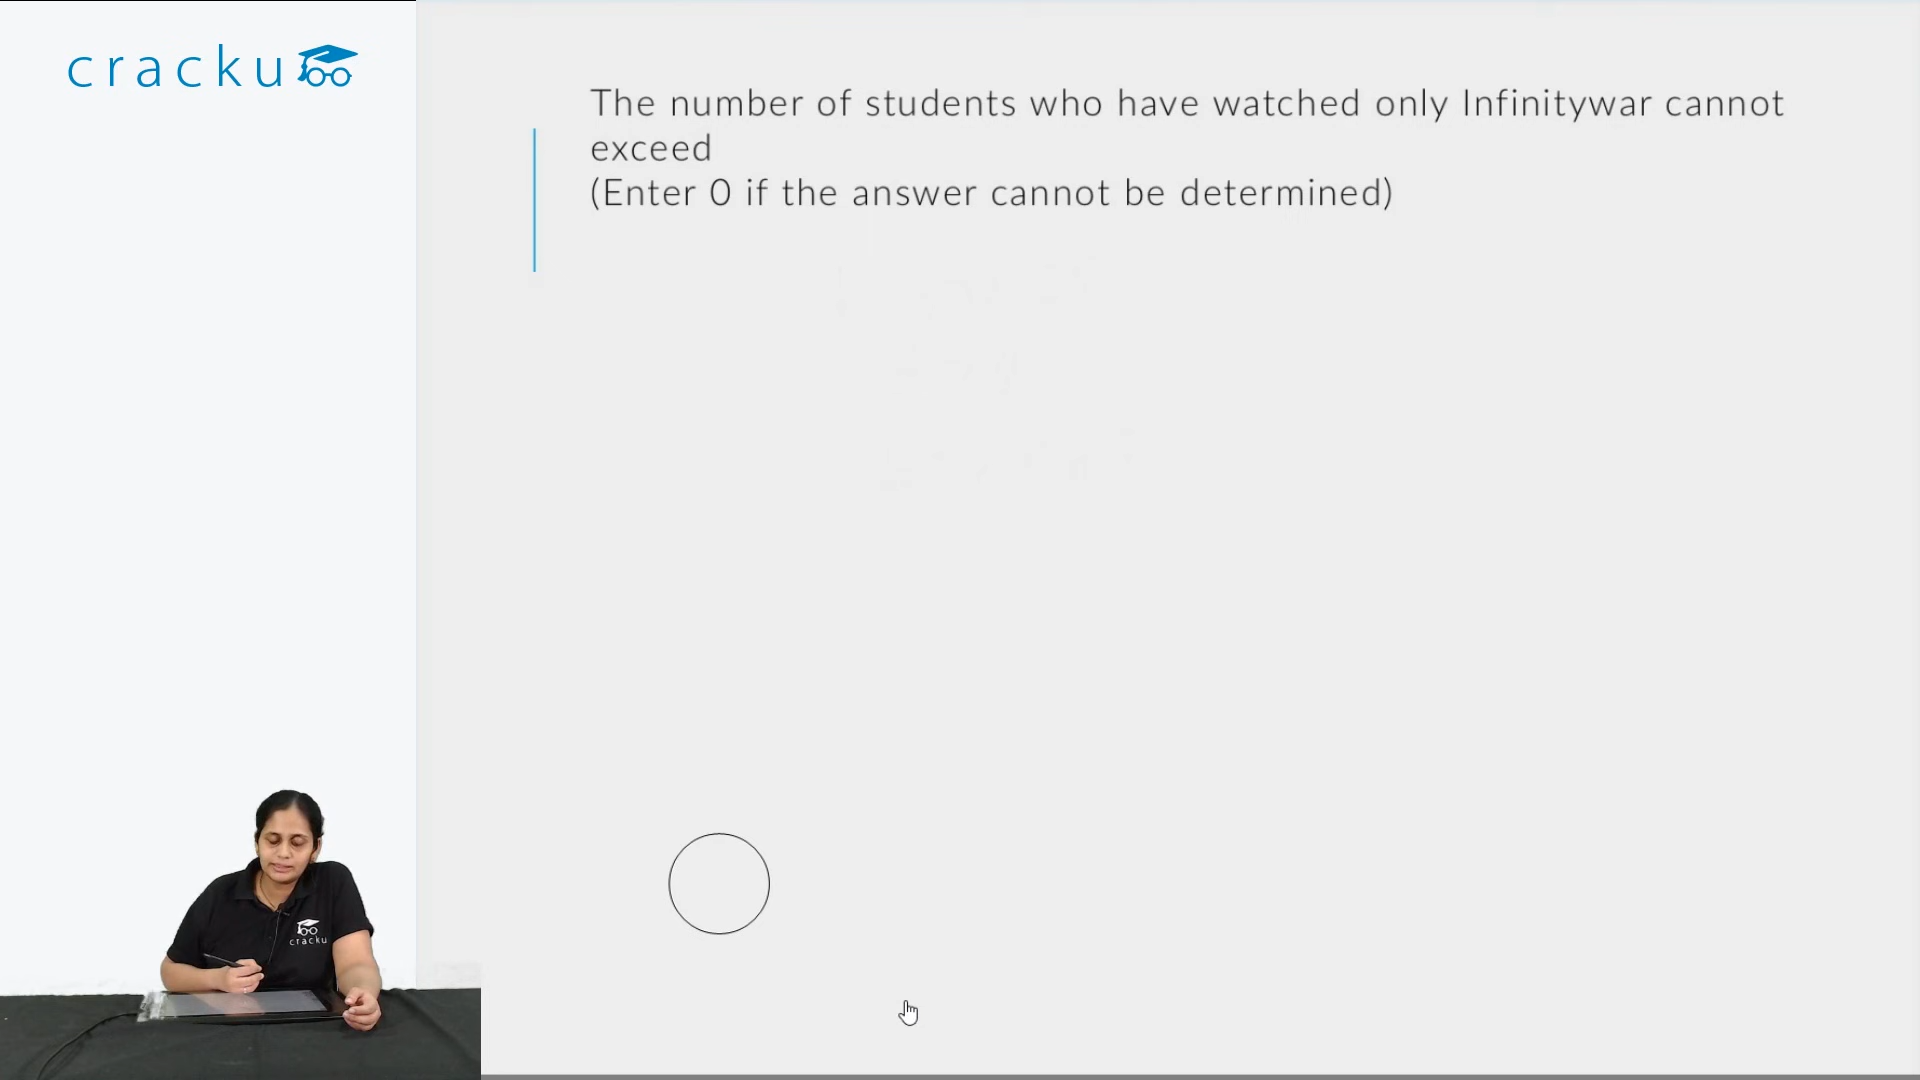 cracku
The number of students who have watched only Infinitywar cannot
exceed
(Enter 0 if the answer cannot be determined)
cracku